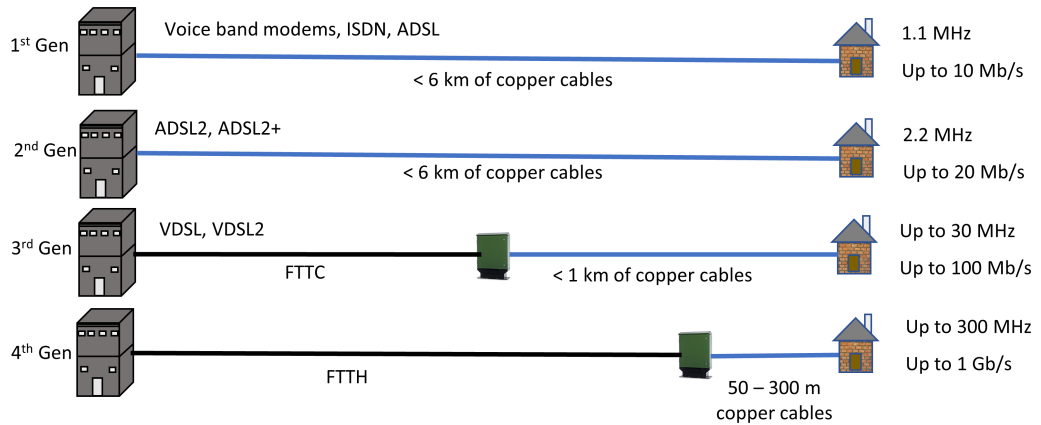 1st Gen
Voice band modems, ISDN, ADSL
< 6 km of copper cables
1.1 MHz
Up to 10 Mb/s
2nd Gen
ADSL2, ADSL2+
< 6 km of copper cables
2.2 MHz
Up to 20 Mb/s
3rd Gen
VDSL, VDSL2
FTTC
< 1 km of copper cables
Up to 30 MHz
Up to 100 Mb/s
4th Gen
FTTH
50 – 300 m
copper cables
Up to 300 MHz
Up to 1 Gb/s